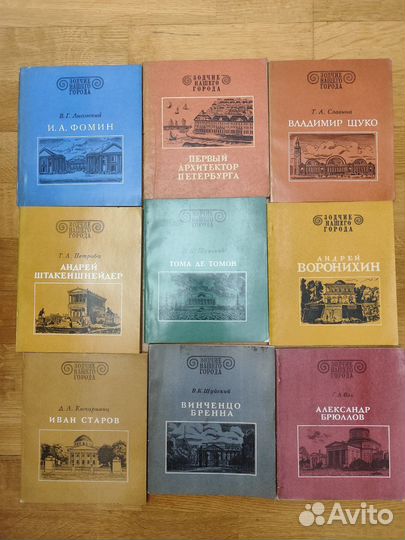 ЗОДЧИЕ
НАШЕГО
ГОРОДА
В. Г. Лисовский
И. А. ФОМИН
ЗОДЧИЕ
НАШЕГО
ГОРОДА
ПЕРВЫЙ
АРХИТЕКТОР
ПЕТЕРБУРГА
ЗОДЧИЕ
НАШЕГО
ГОРОДА
Т. А. Славина
ВЛАДИМИР ЩУКО
ЗОДЧИЕ
НАШЕГО
ГОРОДА
Т. А. Петрова
АНДРЕЙ
ШТАКЕНШНЕЙДЕР
ЗОДЧИЕ
НАШЕГО
ГОРОДА
ТОМА ДЕ ТОМОН
ЗОДЧИЕ
НАШЕГО
ГОРОДА
АНДРЕЙ
ВОРОНИХИН
ЗОДЧИЕ
НАШЕГО
ГОРОДА
Д. А. Кючарианц
ИВАН СТАРОВ
ЗОДЧИЕ
НАШЕГО
ГОРОДА
В. К. Шуйский
ВИНЧЕНЦО
БРЕННА
ЗОДЧИЕ
НАШЕГО
ГОРОДА
Г. А. Оль
АЛЕКСАНДР
БРЮЛЛОВ
Avito